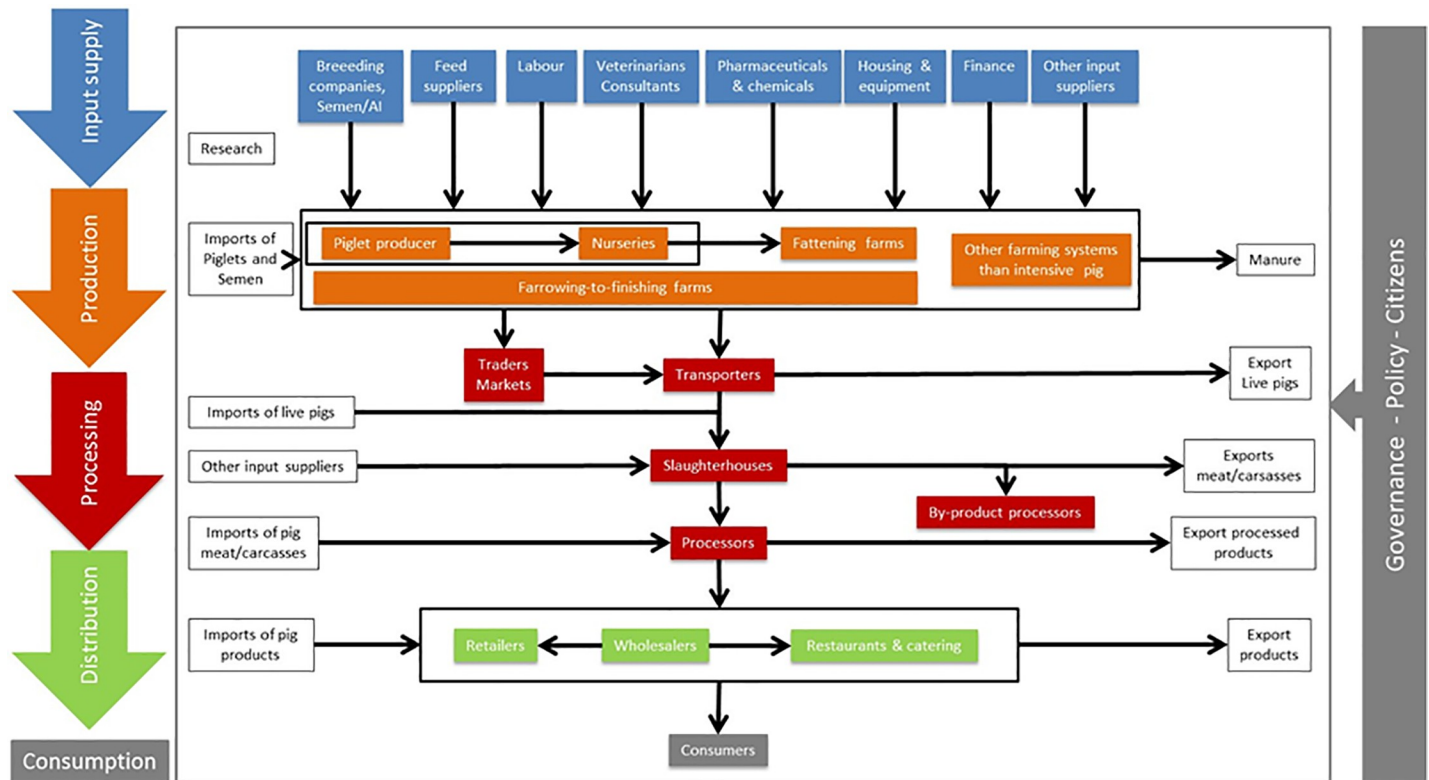 Input supply
Production
Processing
Distribution
Consumption
Breeeding
companies,
Semen/AI
Feed
suppliers
Labour
Veterinarians
Consultants
Pharmaceuticals
& chemicals
Housing &
equipment
Finance
Other input
suppliers
Research
Imports of
Piglets and
Semen
Piglet producer
Nurseries
Fattening farms
Other farming systems
than intensive pig
Farrowing-to-finishing farms
Manure
Traders
Markets
Transporters
Export
Live pigs
Imports of live pigs
Other input suppliers
Slaughterhouses
Exports
meat/carsasses
By-product processors
Imports of pig
meat/carcasses
Processors
Export processed
products
Imports of pig
products
Retailers
Wholesalers
Restaurants & catering
Export
products
Consumers
Governance - Policy - Citizens